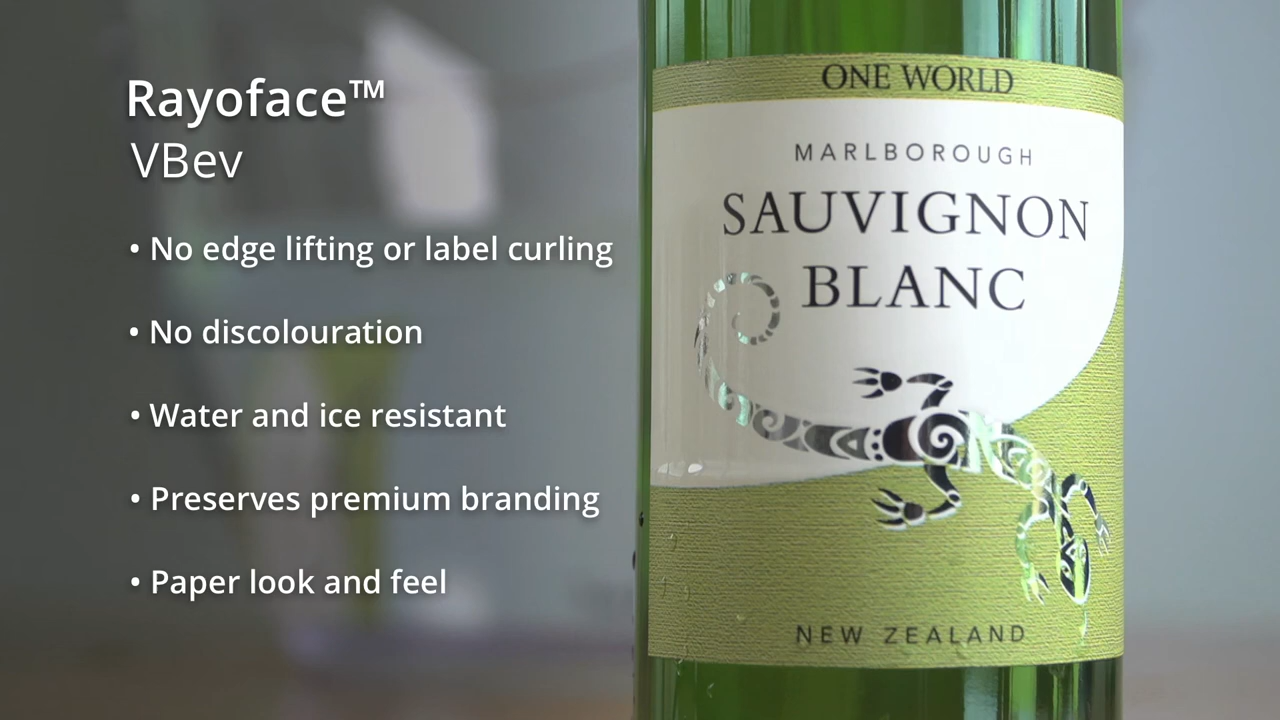 Rayoface™
VBev
• No edge lifting or label curling
• No discolouration
• Water and ice resistant
• Preserves premium branding
• Paper look and feel
ONE WORLD
MARLBOROUGH
SAUVIGNON
BLANC
NEW ZEALAND